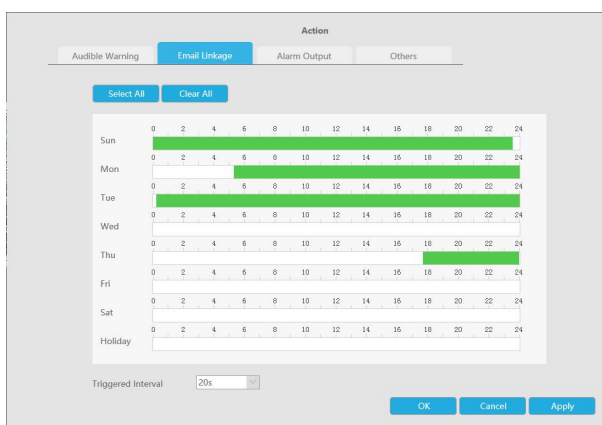 Action
Audible Warning Email Linkage Alarm Output Others
Select All Clear All
0 2 4 6 8 10 12 14 16 18 20 22 24
Sun
0 2 4 6 8 10 12 14 16 18 20 22 24
Mon
0 2 4 6 8 10 12 14 16 18 20 22 24
Tue
0 2 4 6 8 10 12 14 16 18 20 22 24
Wed
0 2 4 6 8 10 12 14 16 18 20 22 24
Thu
0 2 4 6 8 10 12 14 16 18 20 22 24
Fri
0 2 4 6 8 10 12 14 16 18 20 22 24
Sat
0 2 4 6 8 10 12 14 16 18 20 22 24
Holiday
Triggered Interval 20s
OK Cancel Apply